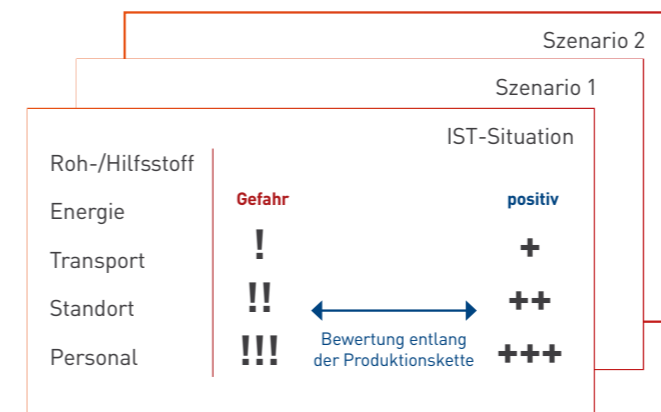 Szenario 2
Szenario 1
IST-Situation
Roh-/Hilfsstoff
Energie
Transport
Standort
Personal
Gefahr
!
!!
!!!
positiv
+
++
+++
Bewertung entlang
der Produktionskette